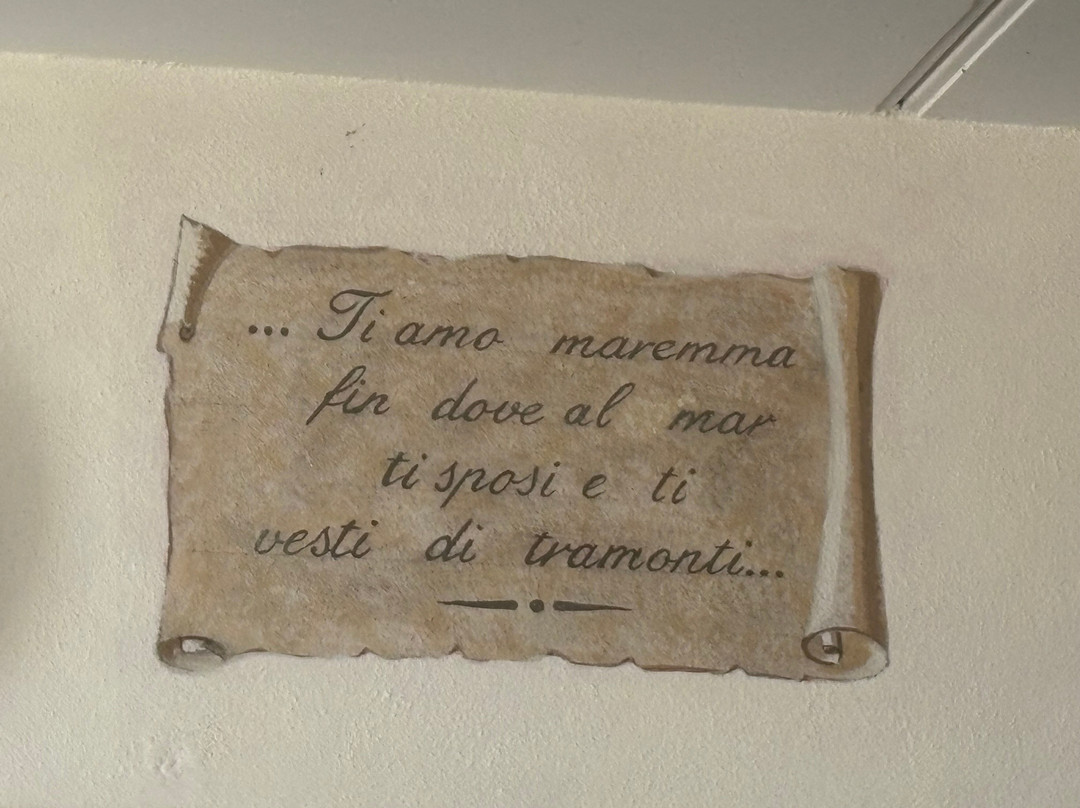 ... Ti amo maremma
fin dove al mar
ti sposi e ti
vesti di tramonti...